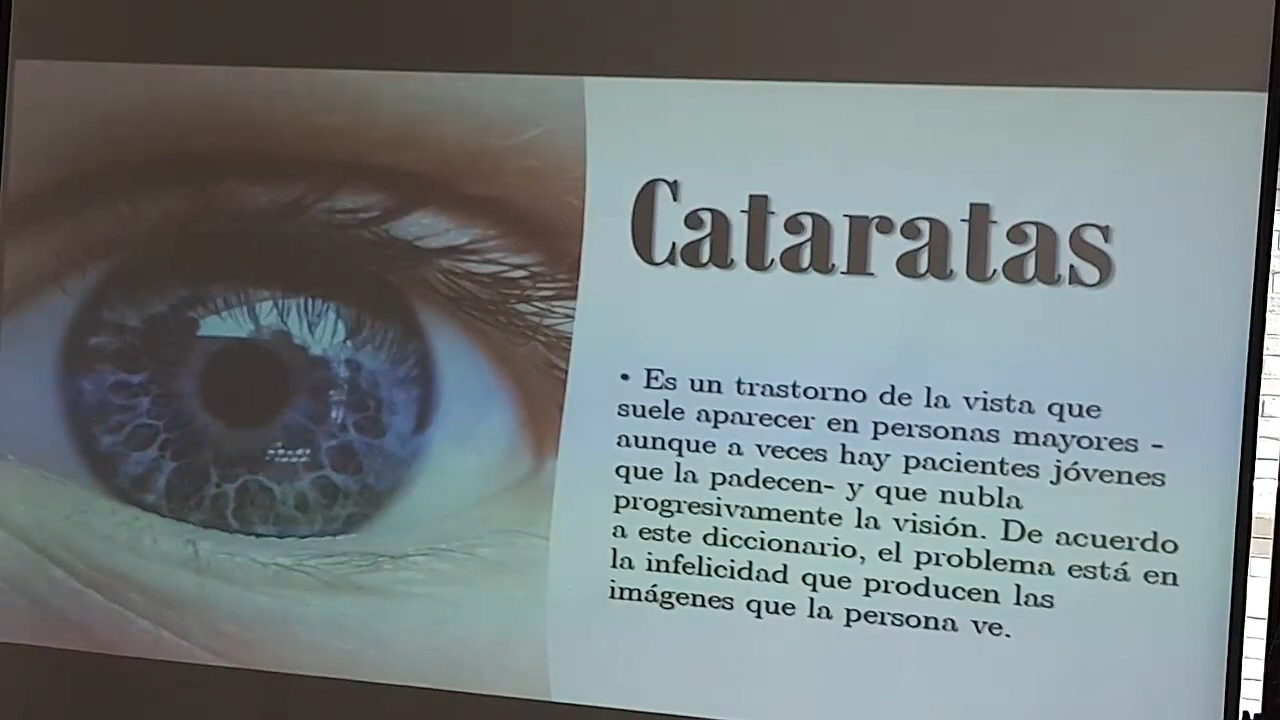 Cataratas
• Es un trastorno de la vista que
suele aparecer en personas mayores -
aunque a veces hay pacientes jóvenes
que la padecen- y que nubla
progresivamente la visión. De acuerdo
a este diccionario, el problema está en
la infelicidad que producen las
imágenes que la persona ve.